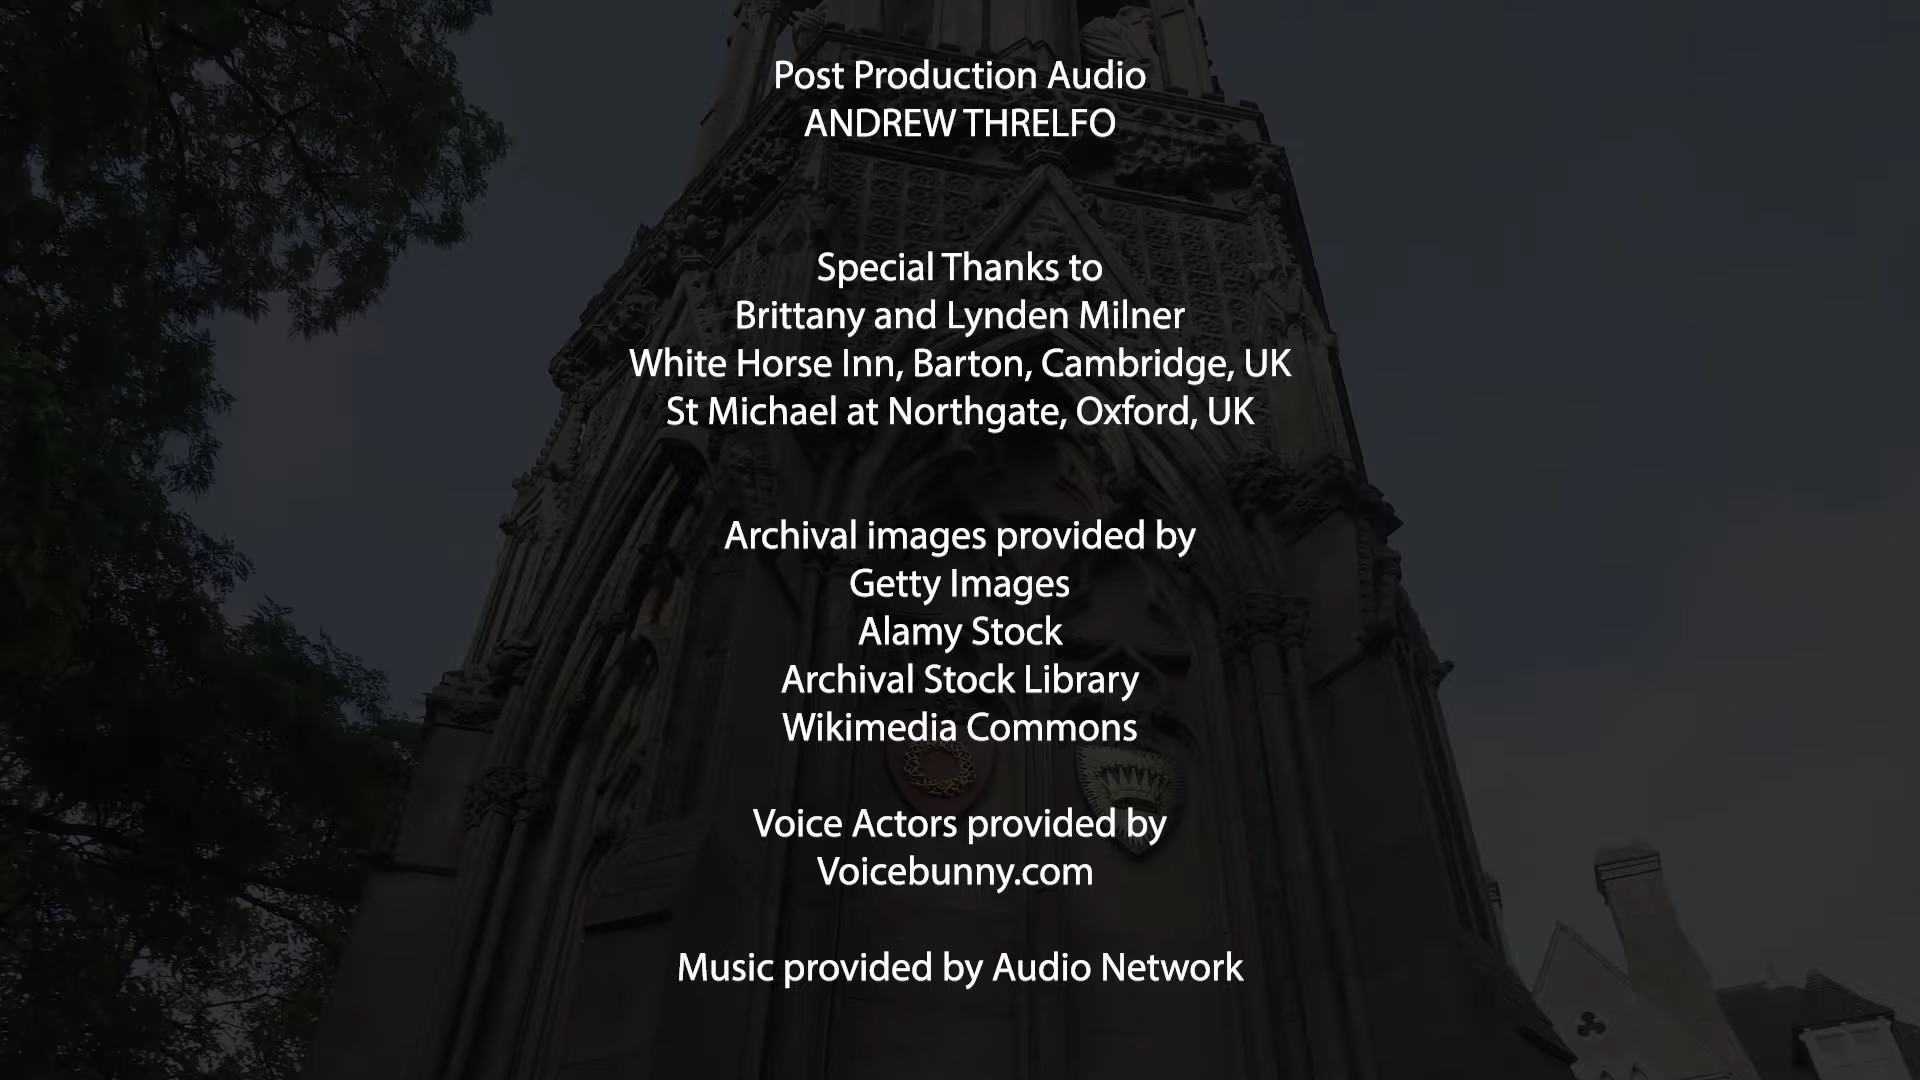 Post Production Audio
ANDREW THRELFO
Special Thanks to
Brittany and Lynden Milner
White Horse Inn, Barton, Cambridge, UK
St Michael at Northgate, Oxford, UK
Archival images provided by
Getty Images
Alamy Stock
Archival Stock Library
Wikimedia Commons
Voice Actors provided by
Voicebunny.com
Music provided by Audio Network